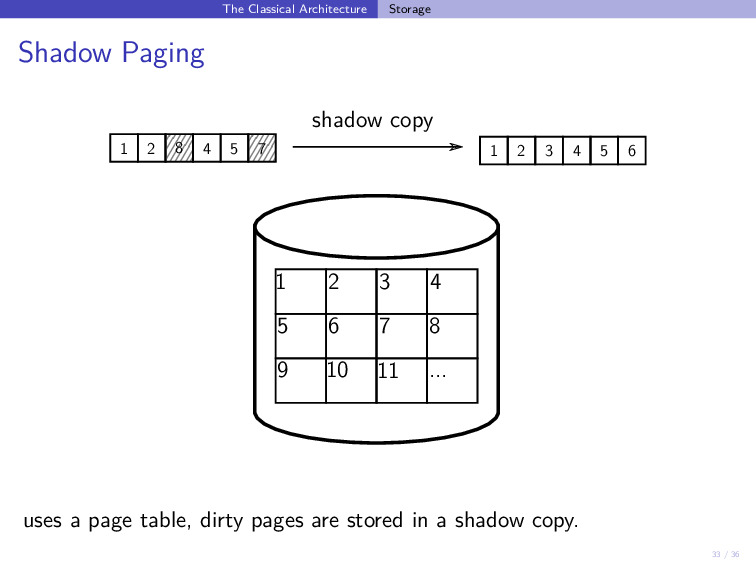 The Classical Architecture Storage
Shadow Paging
shadow copy
1 2 8 4 5 7
1 2 3 4 5 6
1 2 3 4
5 6 7 8
9 10 11 ...
uses a page table, dirty pages are stored in a shadow copy.
33 / 36